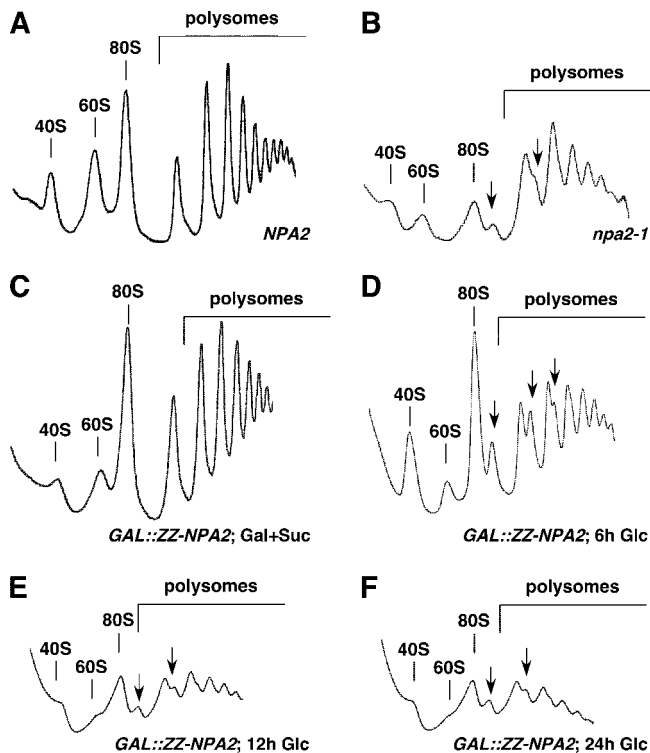 A
polysomes
80S
60S
40S
NPA2
B
polysomes
80S
40S
60S
npa2-1
C
80S
polysomes
60S
40S
GAL::ZZ-NPA2; Gal+Suc
D
80S
polysomes
40S
60S
GAL::ZZ-NPA2; 6h Glc
E
polysomes
80S
40S
60S
GAL::ZZ-NPA2; 12h Glc
F
polysomes
80S
40S
60S
GAL::ZZ-NPA2; 24h Glc